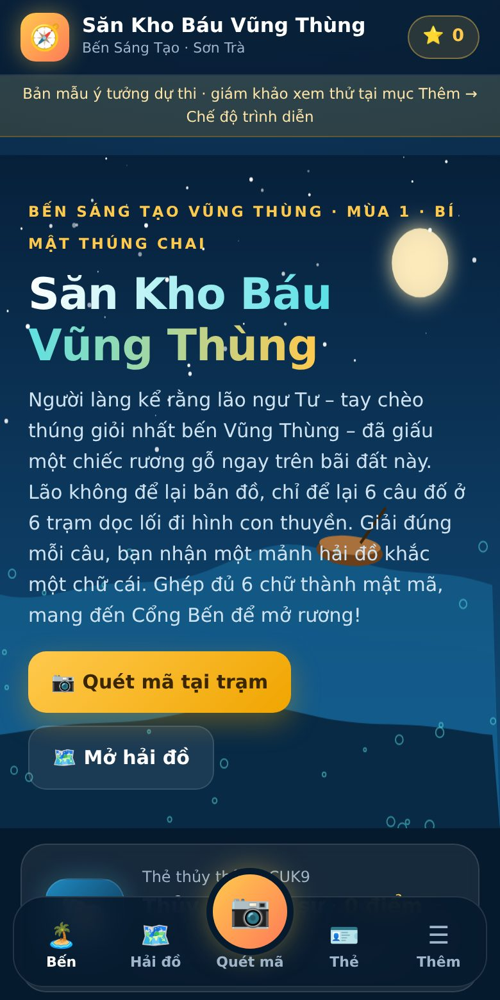 Săn Kho Báu Vũng Thùng
Bến Sáng Tạo · Sơn Trà
⭐ 0
Bản mẫu ý tưởng dự thi · giám khảo xem thử tại mục Thêm →
Chế độ trình diễn
BẾN SÁNG TẠO VŨNG THÙNG · MÙA 1 · BÍ
MẬT THÚNG CHAI
Săn Kho Báu
Vũng Thùng
Người làng kể rằng lão ngư Tư – tay chèo
thúng giỏi nhất bến Vũng Thùng – đã giấu
một chiếc rương gỗ ngay trên bãi đất này.
Lão không để lại bản đồ, chỉ để lại 6 câu đố ở
6 trạm dọc lối đi hình con thuyền. Giải đúng
mỗi câu, bạn nhận một mảnh hải đồ khắc
một chữ cái. Ghép đủ 6 chữ thành mật mã,
mang đến Cổng Bến để mở rương!
📷 Quét mã tại trạm
🗺️ Mở hải đồ
Thẻ thủy CUK9
0 điểm
Bến
Hải đồ
Quét mã
Thẻ
Thêm